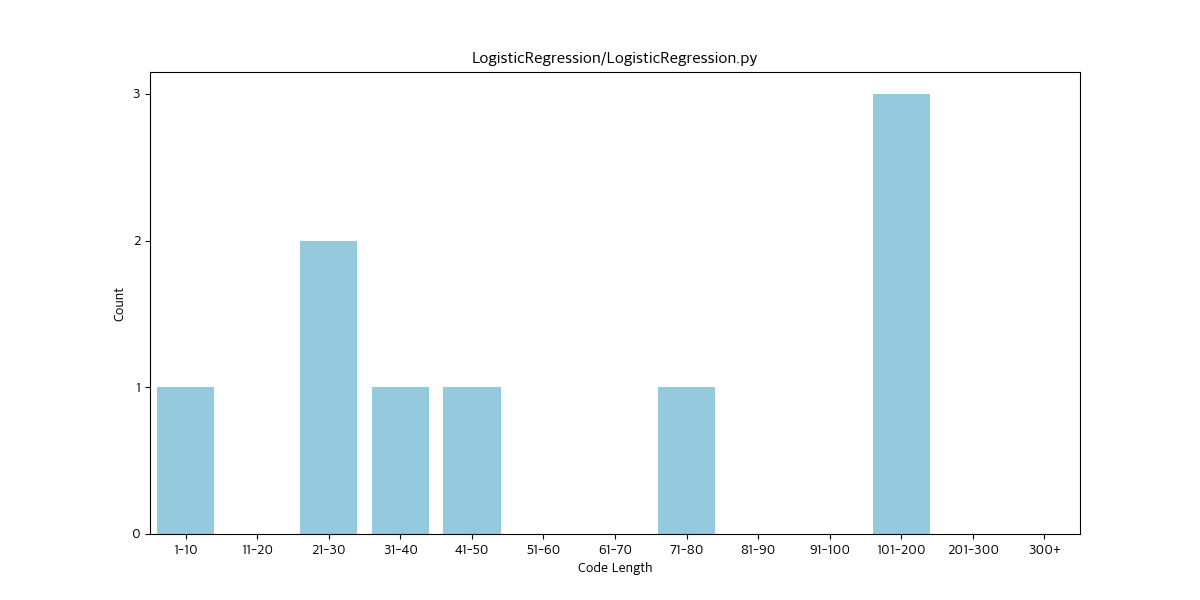 LogisticRegression/LogisticRegression.py
3
2
1
0
Count
1-10 11-20 21-30 31-40 41-50 51-60 61-70 71-80 81-90 91-100 101-200 201-300 300+
Code Length